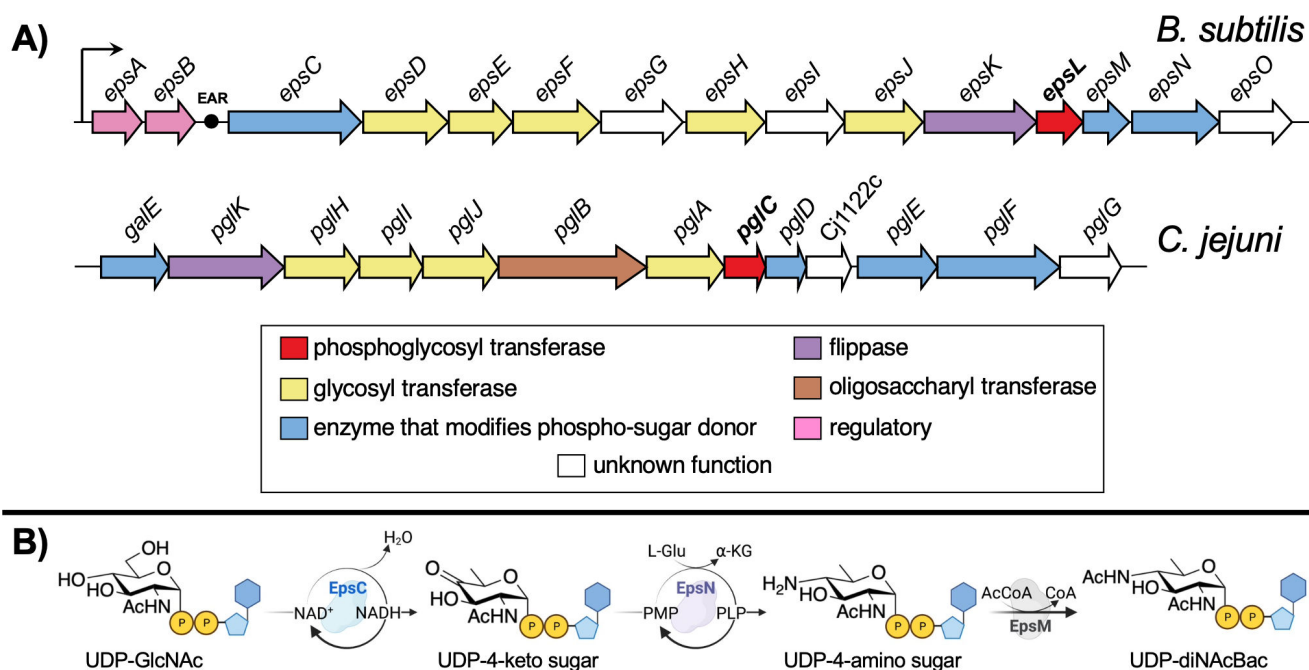 A)
B. subtilis
epsA epsB EAR epsC epsD epsE epsF epsG epsH epsI epsJ epsK epsL epsM epsN epsO
galE pglK pglH pglI pglJ pglB pglA pglC pglD Cj1122c pglE pglF pglG
C. jejuni
phosphoglycosyl transferase
flippase
glycosyl transferase
oligosaccharyl transferase
enzyme that modifies phospho-sugar donor
regulatory
unknown function
B)
OH
HO
O
HO
AcHN
P P
UDP-GlcNAc
H₂O
EpsC
NAD⁺ NADH
O
O
HO
AcHN
P P
UDP-4-keto sugar
L-Glu α-KG
EpsN
PMP PLP
H₂N
O
HO
AcHN
P P
UDP-4-amino sugar
AcCoA CoA
EpsM
AcHN
O
HO
AcHN
P P
UDP-diNAcBac